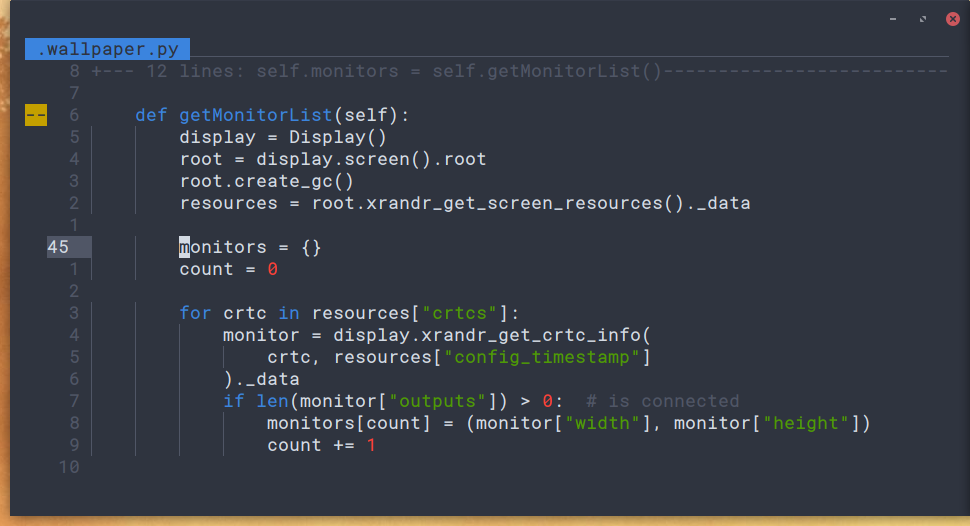 .wallpaper.py
8 +--- 12 lines: self.monitors = self.getMonitorList()--------------------------
7
-- 6 def getMonitorList(self):
5 display = Display()
4 root = display.screen().root
3 root.create_gc()
2 resources = root.xrandr_get_screen_resources()._data
1
45 monitors = {}
1 count = 0
2
3 for crtc in resources["crtcs"]:
4 monitor = display.xrandr_get_crtc_info(
5 crtc, resources["config_timestamp"]
6 )._data
7 if len(monitor["outputs"]) > 0:  # is connected
8 monitors[count] = (monitor["width"], monitor["height"])
9 count += 1
10